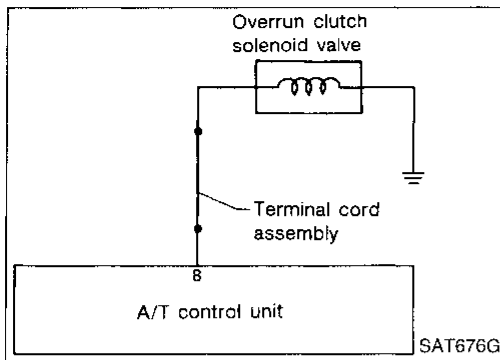 Overrun clutch
solenoid valve
Terminal cord
assembly
8
A/T control unit
SAT676G